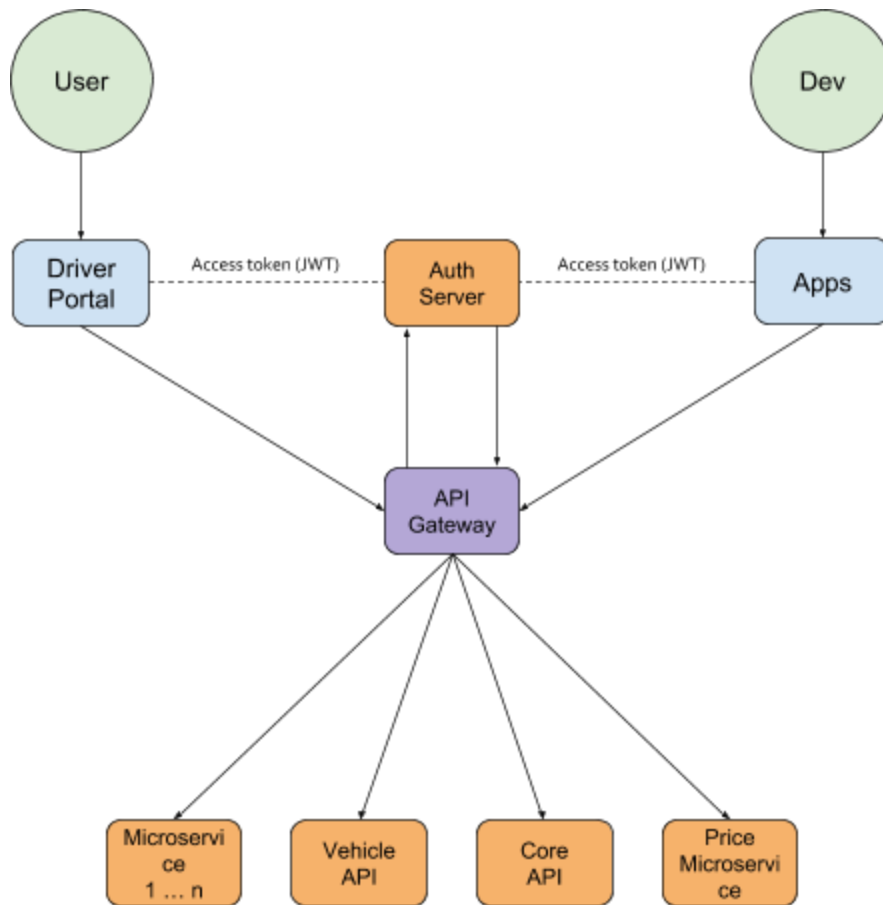 User
Dev
Driver
Portal
Access token (JWT)
Auth
Server
Access token (JWT)
Apps
API
Gateway
Microservi
ce
1 ... n
Vehicle
API
Core
API
Price
Microservi
ce